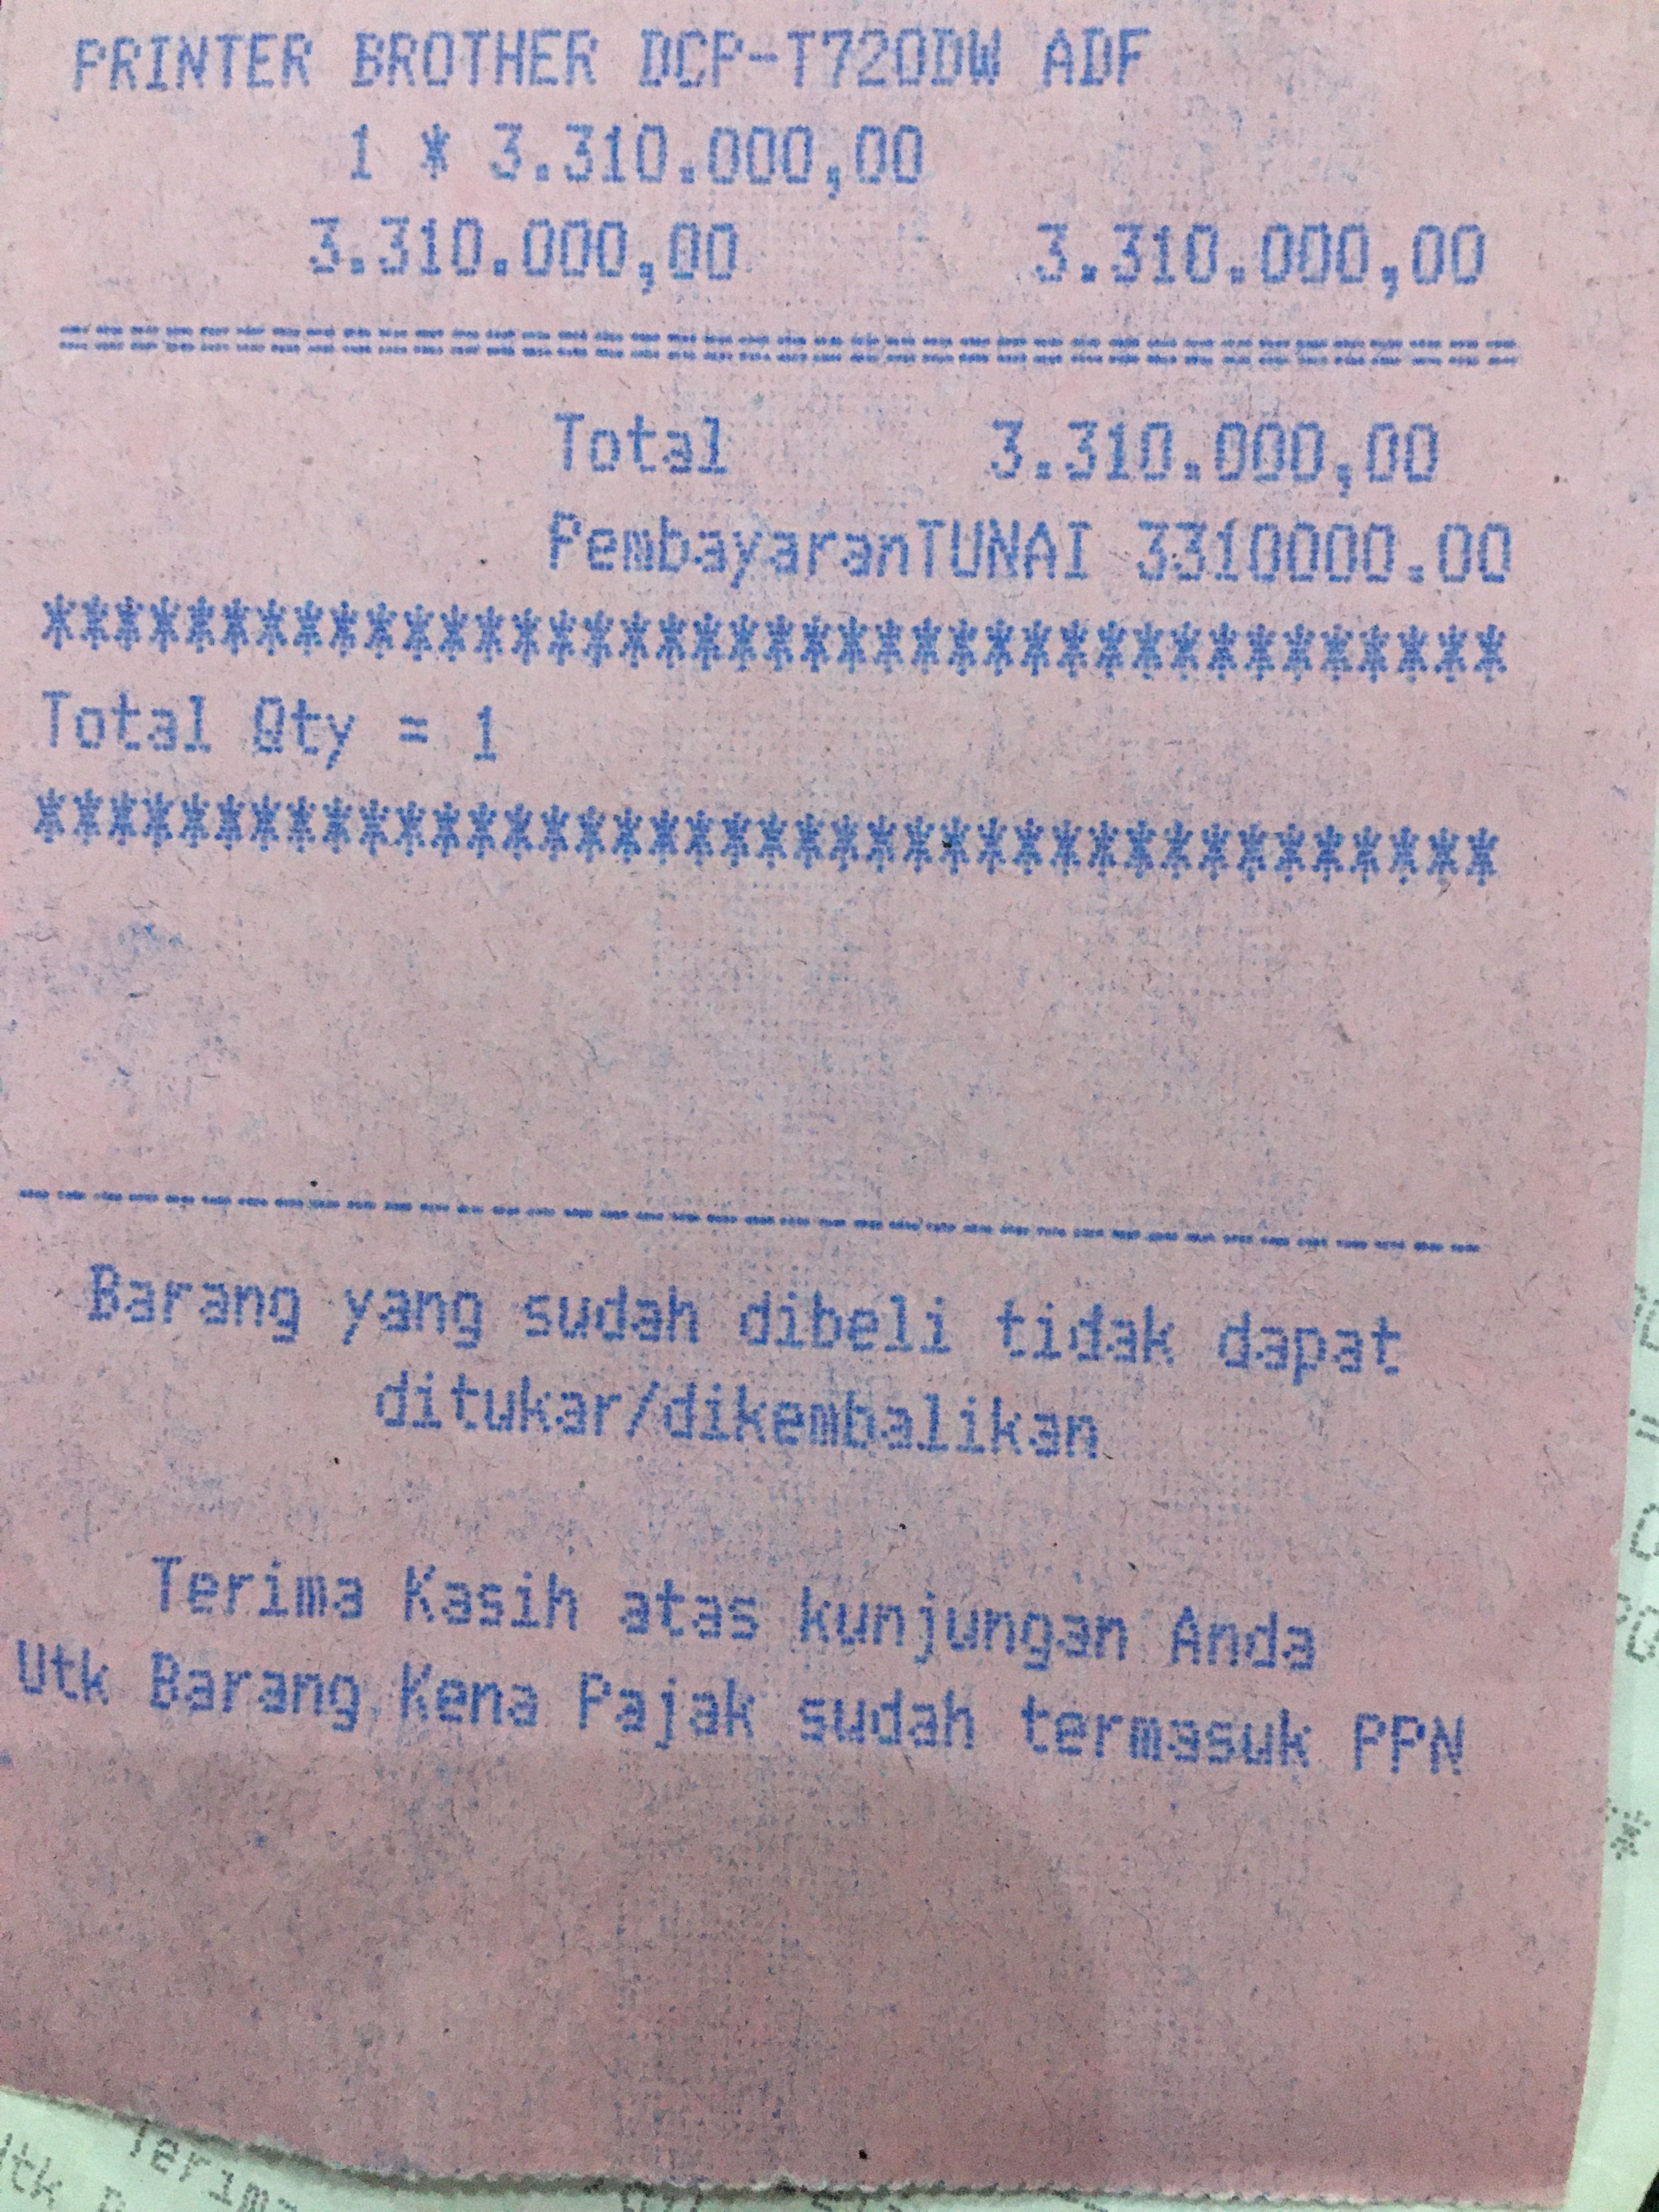 PRINTER BROTHER DCP-T720DW ADF
1 * 3.310.000,00
3.310.000,00 3.310.000,00
========================================
Total 3.310.000,00
PembayaranTUNAI 3310000.00
****************************************
Total Qty = 1
****************************************
----------------------------------------
Barang yang sudah dibeli tidak dapat
ditukar/dikembalikan
Terima Kasih atas kunjungan Anda
Utk Barang Kena Pajak sudah termasuk PPN